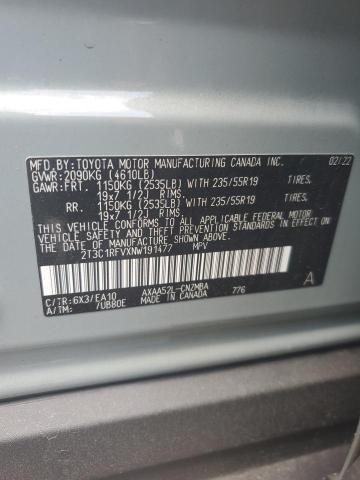 MFD.BY:TOYOTA MOTOR MANUFACTURING CANADA INC. 02/22
GVWR:2090KG (4610LB)
GAWR:FRT. 1150KG (2535LB) WITH 235/55R19 TIRES,
19x7 1/2J RIMS
RR. 1150KG (2535LB) WITH 235/55R19 TIRES,
19x7 1/2J RIMS
THIS VEHICLE CONFORMS TO ALL APPLICABLE FEDERAL MOTOR
VEHICLE SAFETY, BUMPER, AND THEFT PREVENTION STANDARDS
IN EFFECT ON THE DATE OF MANUFACTURE SHOWN ABOVE.
2T3C1RFVXNW191477 MPV
A
C/TR:6X3/EA10 AXAA52L-CNZMBA 776
A/TM: /UB80E MADE IN CANADA